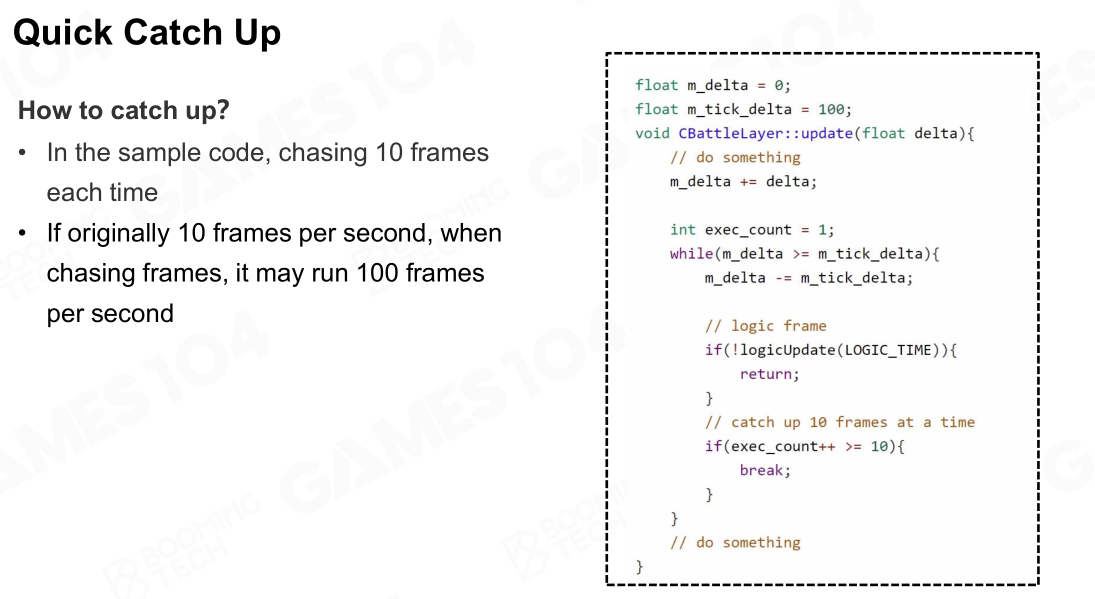 Quick Catch Up
How to catch up?
• In the sample code, chasing 10 frames
each time
• If originally 10 frames per second, when
chasing frames, it may run 100 frames
per second
float m_delta = 0;
float m_tick_delta = 100;
void CBattleLayer::update(float delta){
    // do something
    m_delta += delta;

    int exec_count = 1;
    while(m_delta >= m_tick_delta){
        m_delta -= m_tick_delta;

        // logic frame
        if(!logicUpdate(LOGIC_TIME)){
            return;
        }
        // catch up 10 frames at a time
        if(exec_count++ >= 10){
            break;
        }
    }
    // do something
}
GAMES104
BOOMING
TECH